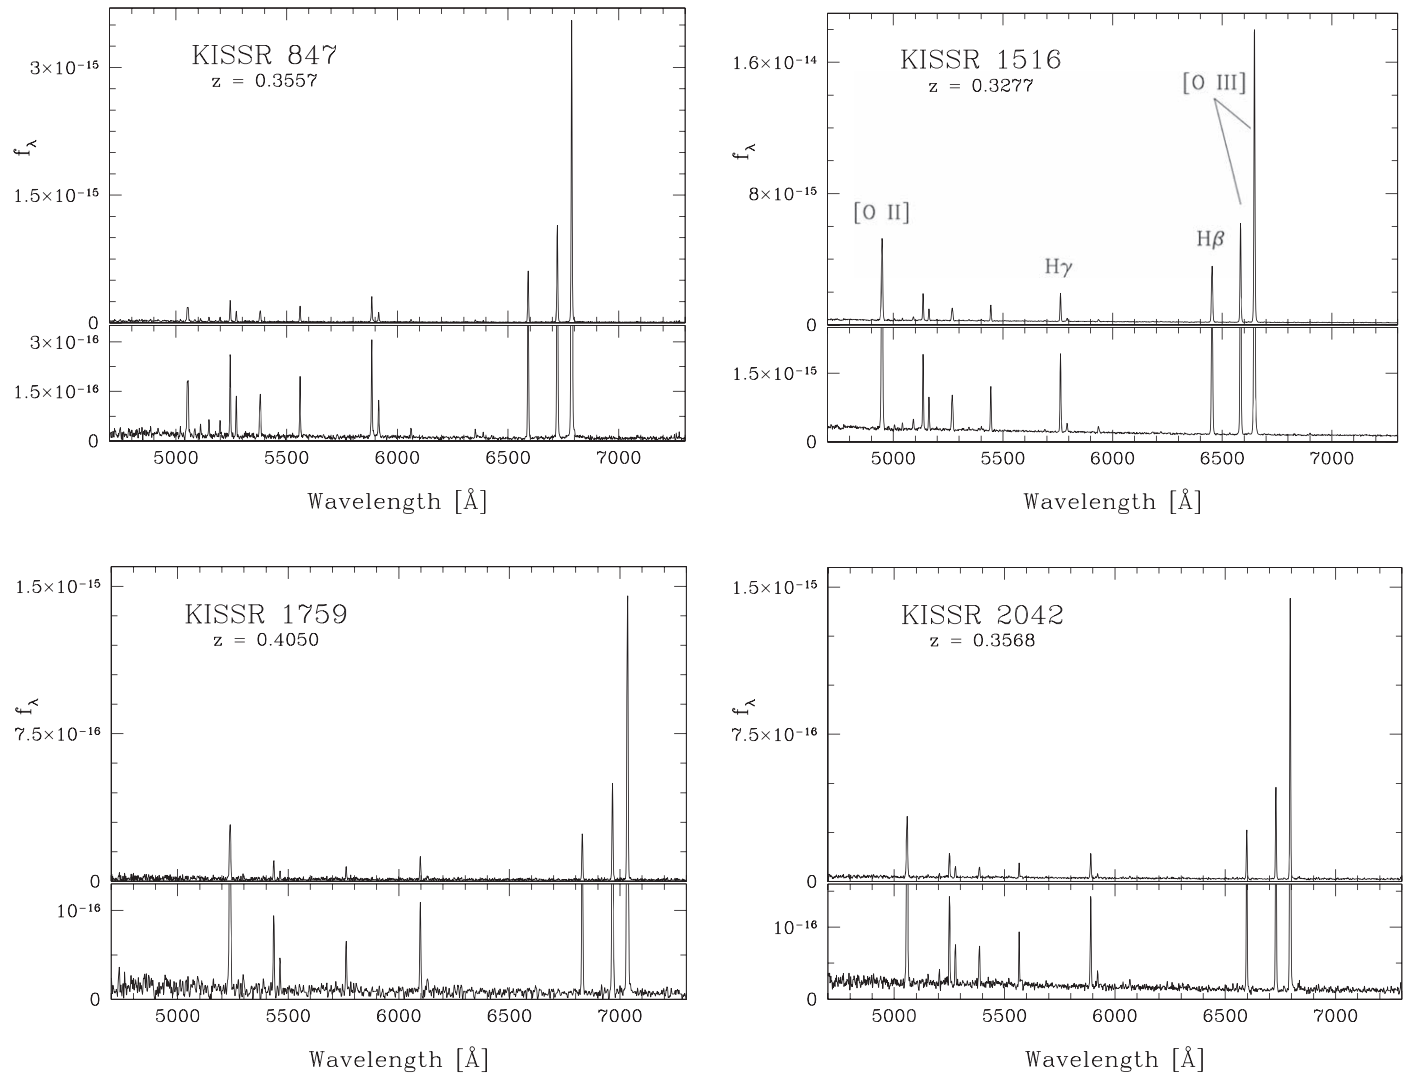 KISSR 847
z = 0.3557
3×10⁻¹⁵
1.5×10⁻¹⁵
0
fλ
3×10⁻¹⁶
1.5×10⁻¹⁶
0
5000 5500 6000 6500 7000
Wavelength [Å]
KISSR 1516
z = 0.3277
[O III]
[O II]
Hγ
Hβ
1.6×10⁻¹⁴
8×10⁻¹⁵
0
fλ
1.5×10⁻¹⁵
0
5000 5500 6000 6500 7000
Wavelength [Å]
KISSR 1759
z = 0.4050
1.5×10⁻¹⁵
7.5×10⁻¹⁶
0
fλ
10⁻¹⁶
0
5000 5500 6000 6500 7000
Wavelength [Å]
KISSR 2042
z = 0.3568
1.5×10⁻¹⁵
7.5×10⁻¹⁶
0
fλ
10⁻¹⁶
0
5000 5500 6000 6500 7000
Wavelength [Å]